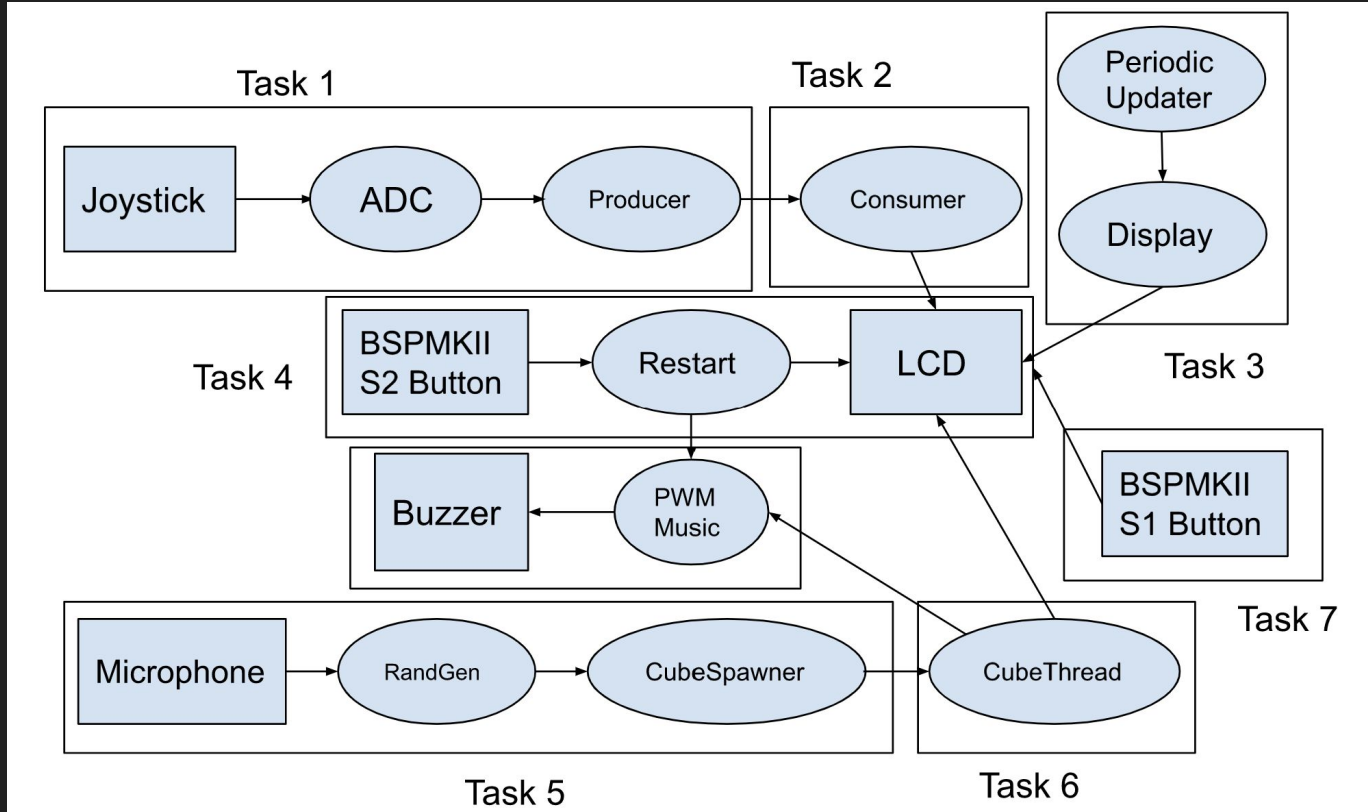 Task 1
Task 2
Periodic
Updater
Joystick
ADC
Producer
Consumer
Display
BSPMKII
S2 Button
Restart
LCD
Task 4
Task 3
Buzzer
PWM
Music
BSPMKII
S1 Button
Task 7
Microphone
RandGen
CubeSpawner
CubeThread
Task 5
Task 6